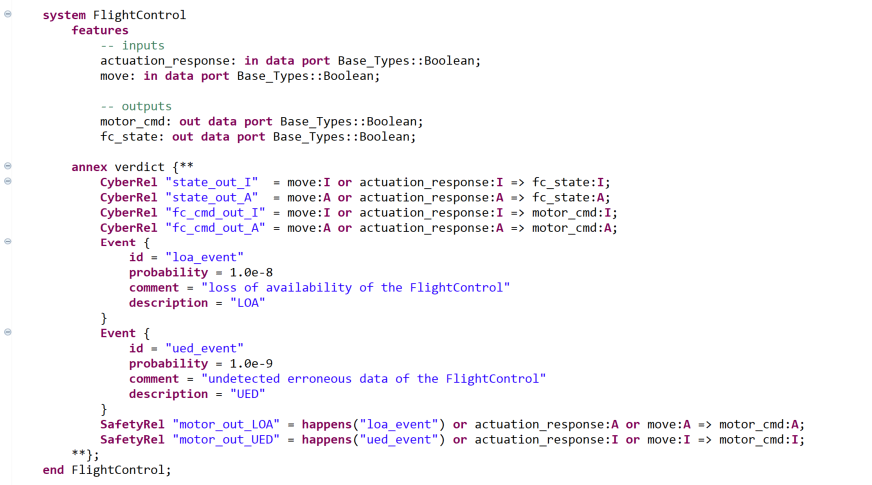 system FlightControl
features
-- inputs
actuation_response: in data port Base_Types::Boolean;
move: in data port Base_Types::Boolean;
-- outputs
motor_cmd: out data port Base_Types::Boolean;
fc_state: out data port Base_Types::Boolean;
annex verdict {**
CyberRel "state_out_I" = move:I or actuation_response:I => fc_state:I;
CyberRel "state_out_A" = move:A or actuation_response:A => fc_state:A;
CyberRel "fc_cmd_out_I" = move:I or actuation_response:I => motor_cmd:I;
CyberRel "fc_cmd_out_A" = move:A or actuation_response:A => motor_cmd:A;
Event {
id = "loa_event"
probability = 1.0e-8
comment = "loss of availability of the FlightControl"
description = "LOA"
}
Event {
id = "ued_event"
probability = 1.0e-9
comment = "undetected erroneous data of the FlightControl"
description = "UED"
}
SafetyRel "motor_out_LOA" = happens("loa_event") or actuation_response:A or move:A => motor_cmd:A;
SafetyRel "motor_out_UED" = happens("ued_event") or actuation_response:I or move:I => motor_cmd:I;
**};
end FlightControl;